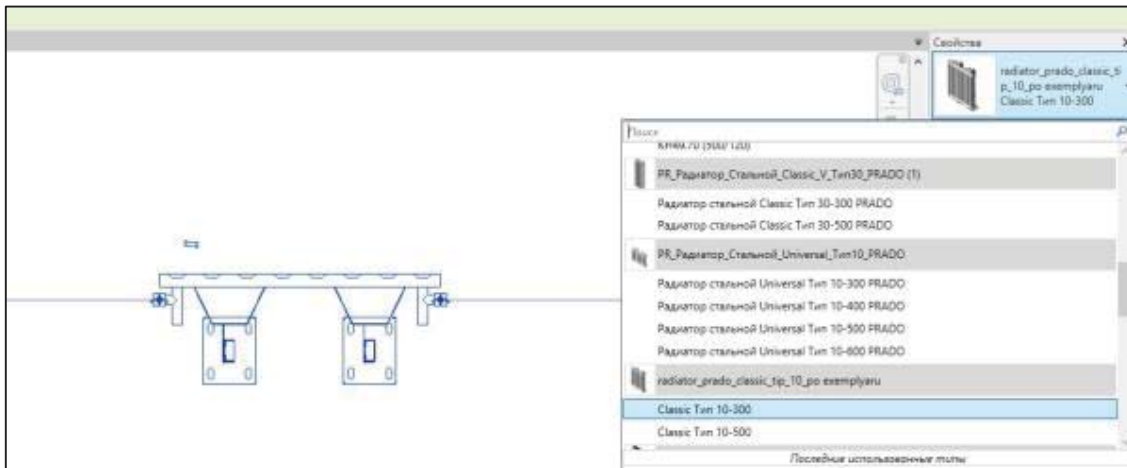 Свойства
radiator_prado_classic_ti
p_10_po exemplyaru
Classic Тип 10-300
Поиск
PR_Радиатор_Стальной_Classic_V_Тип30_PRADO (1)
Радиатор стальной Classic Тип 30-300 PRADO
Радиатор стальной Classic Тип 30-500 PRADO
PR_Радиатор_Стальной_Universal_Тип10_PRADO
Радиатор стальной Universal Тип 10-300 PRADO
Радиатор стальной Universal Тип 10-400 PRADO
Радиатор стальной Universal Тип 10-500 PRADO
Радиатор стальной Universal Тип 10-600 PRADO
radiator_prado_classic_tip_10_po exemplyaru
Classic Тип 10-300
Classic Тип 10-500
Последние использованные типы